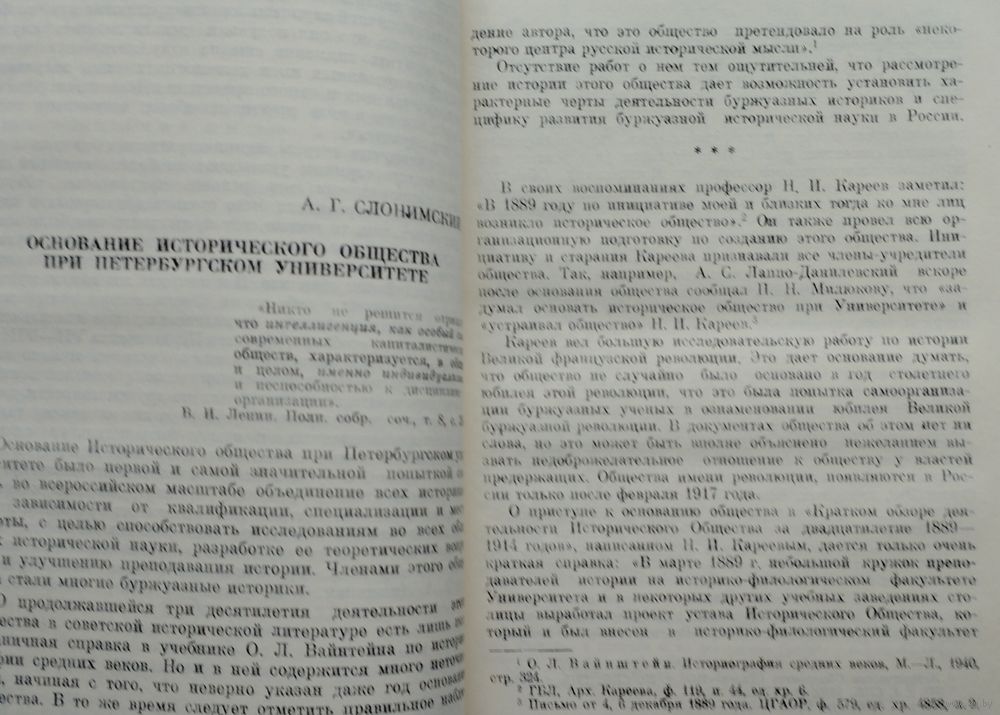 А. Г. СЛОНИМСКИЙ
ОСНОВАНИЕ ИСТОРИЧЕСКОГО ОБЩЕСТВА
ПРИ ПЕТЕРБУРГСКОМ УНИВЕРСИТЕТЕ
«Никто не решится
что интеллигенция, как особый
современных капиталистиче
обществ, характеризуется, в
и целом, именно индивидуализ
и неспособностью к дисципли
организации».
В. И. Ленин. Полн. собр. соч., т. 8, с.
Основание Исторического общества при Петербургском
ситете было первой и самой значительной попыткой
во всероссийском масштабе объединение всех
зависимости от квалификации, специализации и
оты, с целью способствовать исследованиям во всех
х исторической науки, разработке ее теоретических
и улучшению преподавания истории. Членами этого
стали многие буржуазные историки.
О продолжавшейся три десятилетия деятельности
ества в советской исторической литературе есть лишь
аничная справка в учебнике О. Л. Вайнтейна по
фии средних веков. Но и в ней содержится много
, начиная с того, что неверно указан даже год
ества. В то же время следует отметить правильное
дение автора, что это общество претендовало на роль «неко-
торого центра русской исторической мысли».1
Отсутствие работ о нем тем ощутительней, что рассмотре-
ние истории этого общества дает возможность установить ха-
рактерные черты деятельности буржуазных историков и спе-
цифику развития буржуазной исторической науки в России.
* * *
В своих воспоминаниях профессор Н. И. Кареев заметил:
«В 1889 году по инициативе моей и близких тогда ко мне лиц
возникло историческое общество».2 Он также провел всю ор-
ганизационную подготовку по созданию этого общества. Ини-
циативу и старания Кареева признавали все члены-учредители
общества. Так, например, А. С. Лаппо-Данилевский вскоре
после основания общества сообщал П. Н. Милюкову, что «за-
думал основать историческое общество при Университете» и
«устраивал общество» Н. И. Кареев.3
Кареев вел большую исследовательскую работу по истории
Великой французской революции. Это дает основание думать,
что общество не случайно было основано в год столетнего
юбилея этой революции, что это была попытка самоорганиза-
ции буржуазных ученых в ознаменовании юбилея Великой
буржуазной революции. В документах общества об этом нет ни
слова, но это может быть вполне объяснено нежеланием вы-
звать недоброжелательное отношение к обществу у властей
предержащих. Общества имени революции, появляются в Рос-
сии только после февраля 1917 года.
О приступе к основанию общества в «Кратком обзоре дея-
тельности Исторического Общества за двадцатилетие 1889—
1914 годов», написанном Н. И. Кареевым, дается только очень
краткая справка: «В марте 1889 г. небольшой кружок препо-
давателей истории на историко-филологическом факультете
Университета и в некоторых других учебных заведениях сто-
лицы выработал проект устава Исторического Общества, ко-
торый и был внесен в историко-филологический факультет
1 О. Л. Вайнштейн. Историография средних веков, М.—Л., 1940,
стр. 324.
2 ГБЛ, Арх. Кареева, ф. 119, п. 44, ед. хр. 6.
3 Письмо от 4, 6 декабря 1889 года. ЦГАОР, ф. 579, ед. хр. 4858, л. 9.